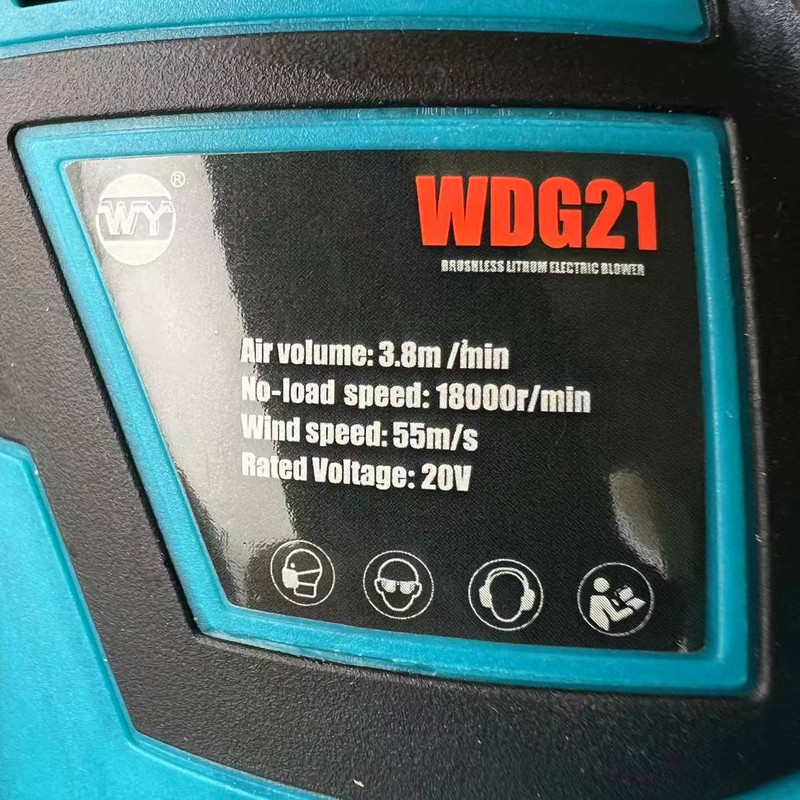 WY ®
WDG21
BRUSHLESS LITHUM ELECTRIC BLOWER
Air volume: 3.8m /min
No-load speed: 18000r/min
Wind speed: 55m/s
Rated Voltage: 20V